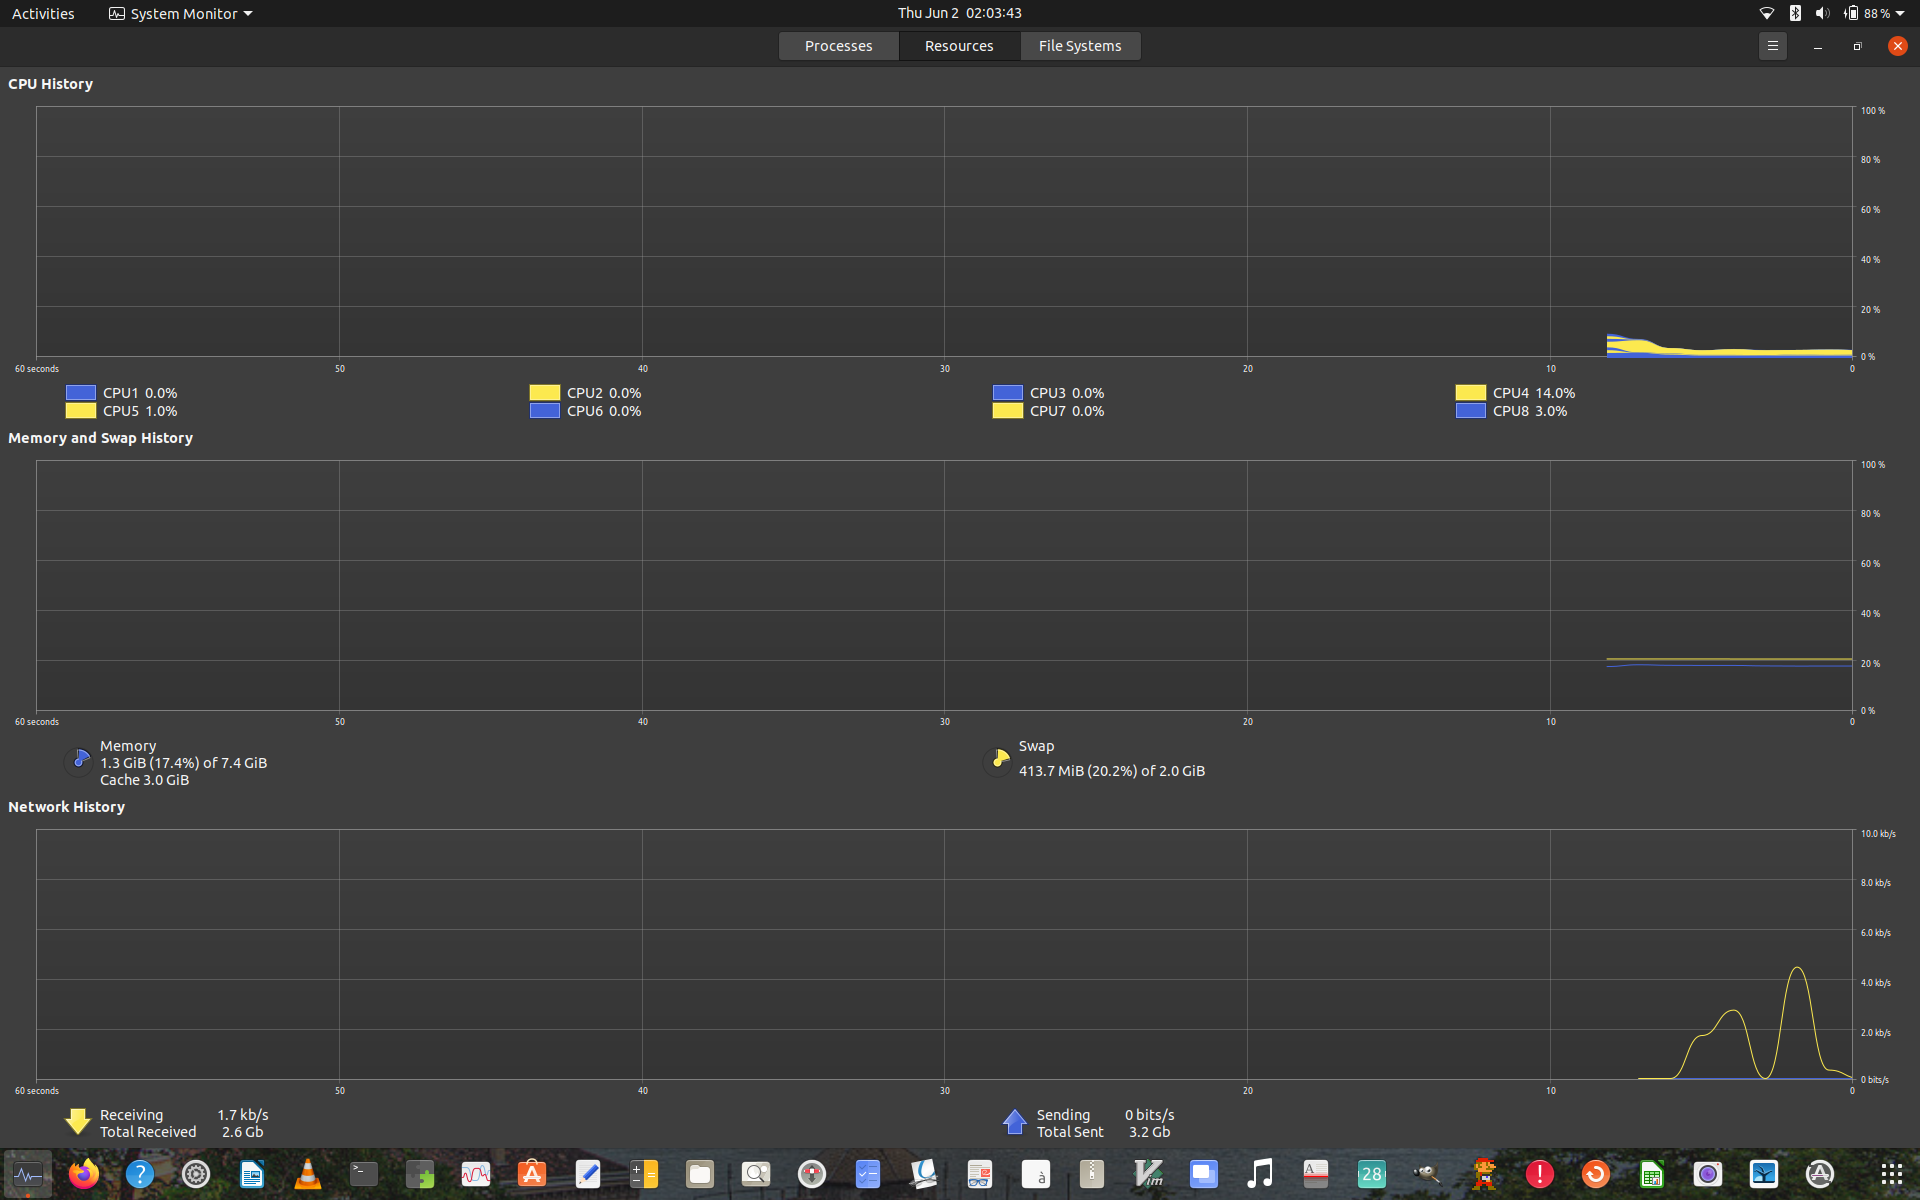 Activities System Monitor Thu Jun 2 02:03:43 88 %
Processes Resources File Systems
CPU History
100 %
80 %
60 %
40 %
20 %
0 %
60 seconds 50 40 30 20 10 0
CPU1 0.0% CPU2 0.0% CPU3 0.0% CPU4 14.0%
CPU5 1.0% CPU6 0.0% CPU7 0.0% CPU8 3.0%
Memory and Swap History
100 %
80 %
60 %
40 %
20 %
0 %
60 seconds 50 40 30 20 10 0
Memory
1.3 GiB (17.4%) of 7.4 GiB
Cache 3.0 GiB
Swap
413.7 MiB (20.2%) of 2.0 GiB
Network History
10.0 kb/s
8.0 kb/s
6.0 kb/s
4.0 kb/s
2.0 kb/s
0 bits/s
60 seconds 50 40 30 20 10 0
Receiving 1.7 kb/s Sending 0 bits/s
Total Received 2.6 Gb Total Sent 3.2 Gb
? >_ A à Vim A 28 ! A